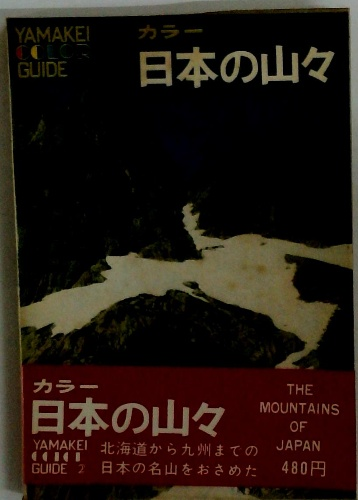 YAMAKEI
COLOR
GUIDE
カラー
日本の山々
カラー
日本の山々
YAMAKEI
COLOR
GUIDE 2
北海道から九州までの
日本の名山をおさめた
THE
MOUNTAINS
OF
JAPAN
480円